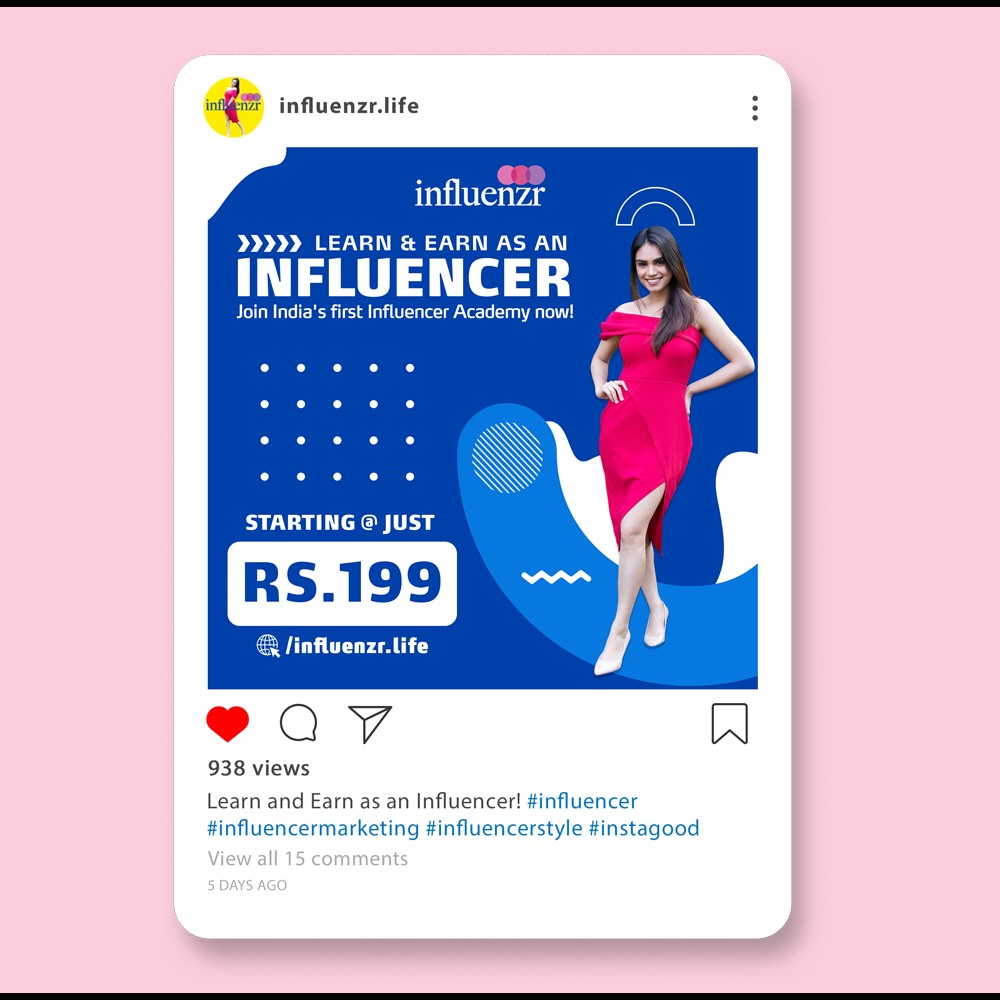 influenzr
influenzr.life
influenzr
LEARN & EARN AS AN
INFLUENCER
Join India's first Influencer Academy now!
STARTING @ JUST
RS.199
/influenzr.life
938 views
Learn and Earn as an Influencer! #influencer
#influencermarketing #influencerstyle #instagood
View all 15 comments
5 DAYS AGO